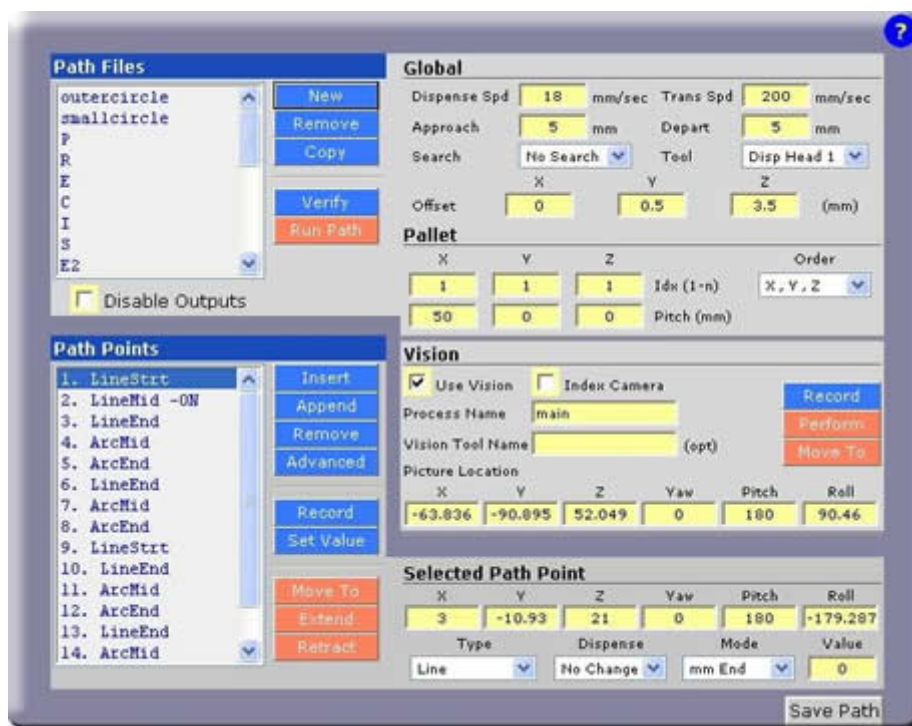 ?
Path Files
outercircle
smallcircle
P
R
E
C
I
S
E2
New
Remove
Copy
Verify
Run Path
Disable Outputs
Global
Dispense Spd 18 mm/sec Trans Spd 200 mm/sec
Approach 5 mm Depart 5 mm
Search No Search Tool Disp Head 1
X Y Z
Offset 0 0.5 3.5 (mm)
Pallet
X Y Z Order
1 1 1 Idx (1-n) X, Y, Z
50 0 0 Pitch (mm)
Path Points
1. LineStrt
2. LineMid -ON
3. LineEnd
4. ArcMid
5. ArcEnd
6. LineEnd
7. ArcMid
8. ArcEnd
9. LineStrt
10. LineEnd
11. ArcMid
12. ArcEnd
13. LineEnd
14. ArcMid
Insert
Append
Remove
Advanced
Record
Set Value
Move To
Extend
Retract
Vision
Use Vision Index Camera
Process Name main
Vision Tool Name (opt)
Record
Perform
Move To
Picture Location
X Y Z Yaw Pitch Roll
-63.836 -90.895 52.049 0 180 90.46
Selected Path Point
X Y Z Yaw Pitch Roll
3 -10.93 21 0 180 -179.287
Type Dispense Mode Value
Line No Change mm End 0
Save Path